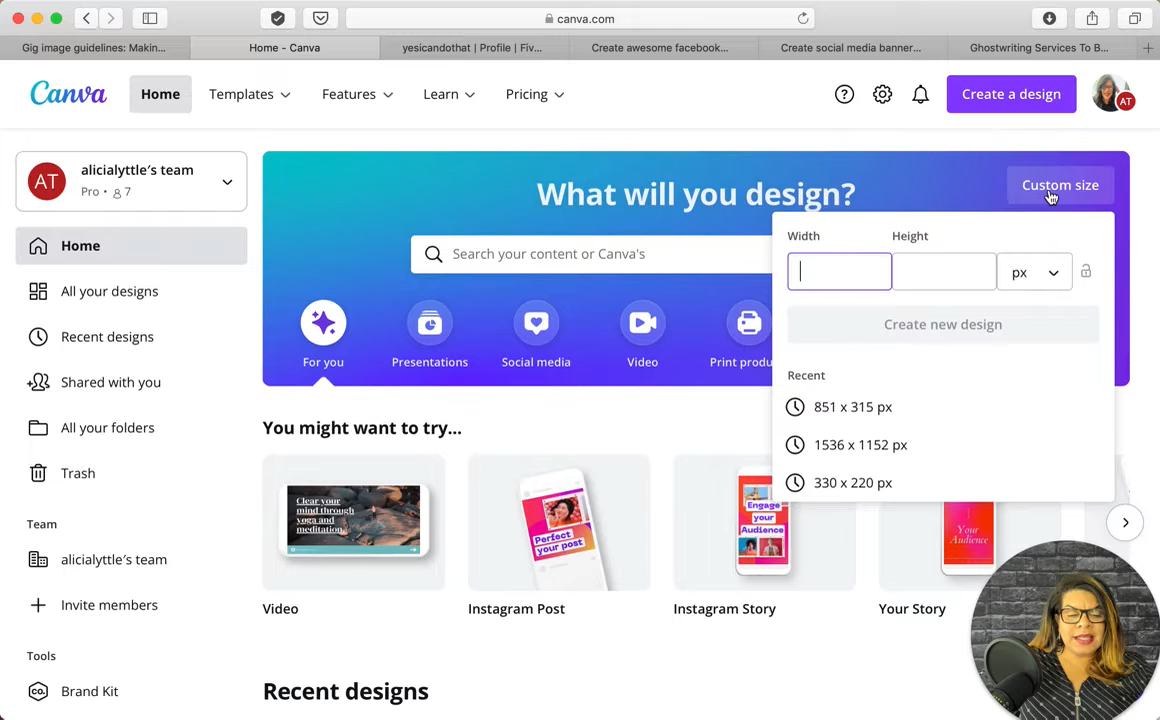 canva.com
Gig image guidelines: Makin...
Home - Canva
yesicandothat | Profile | Fiv...
Create awesome facebook...
Create social media banner...
Ghostwriting Services To B...
Canva
Home
Templates
Features
Learn
Pricing
Create a design
AT
AT
alicialyttle's team
Pro • 7
Home
All your designs
Recent designs
Shared with you
All your folders
Trash
Team
alicialyttle's team
Invite members
Tools
CO.
Brand Kit
What will you design?
Custom size
Search your content or Canva's
For you
Presentations
Social media
Video
Print produ
Width
Height
px
Create new design
Recent
851 x 315 px
1536 x 1152 px
330 x 220 px
You might want to try...
Clear your
mind through
yoga and
meditation.
Perfect
your post
Engage
your
Audience
Your
Audience
Video
Instagram Post
Instagram Story
Your Story
Recent designs